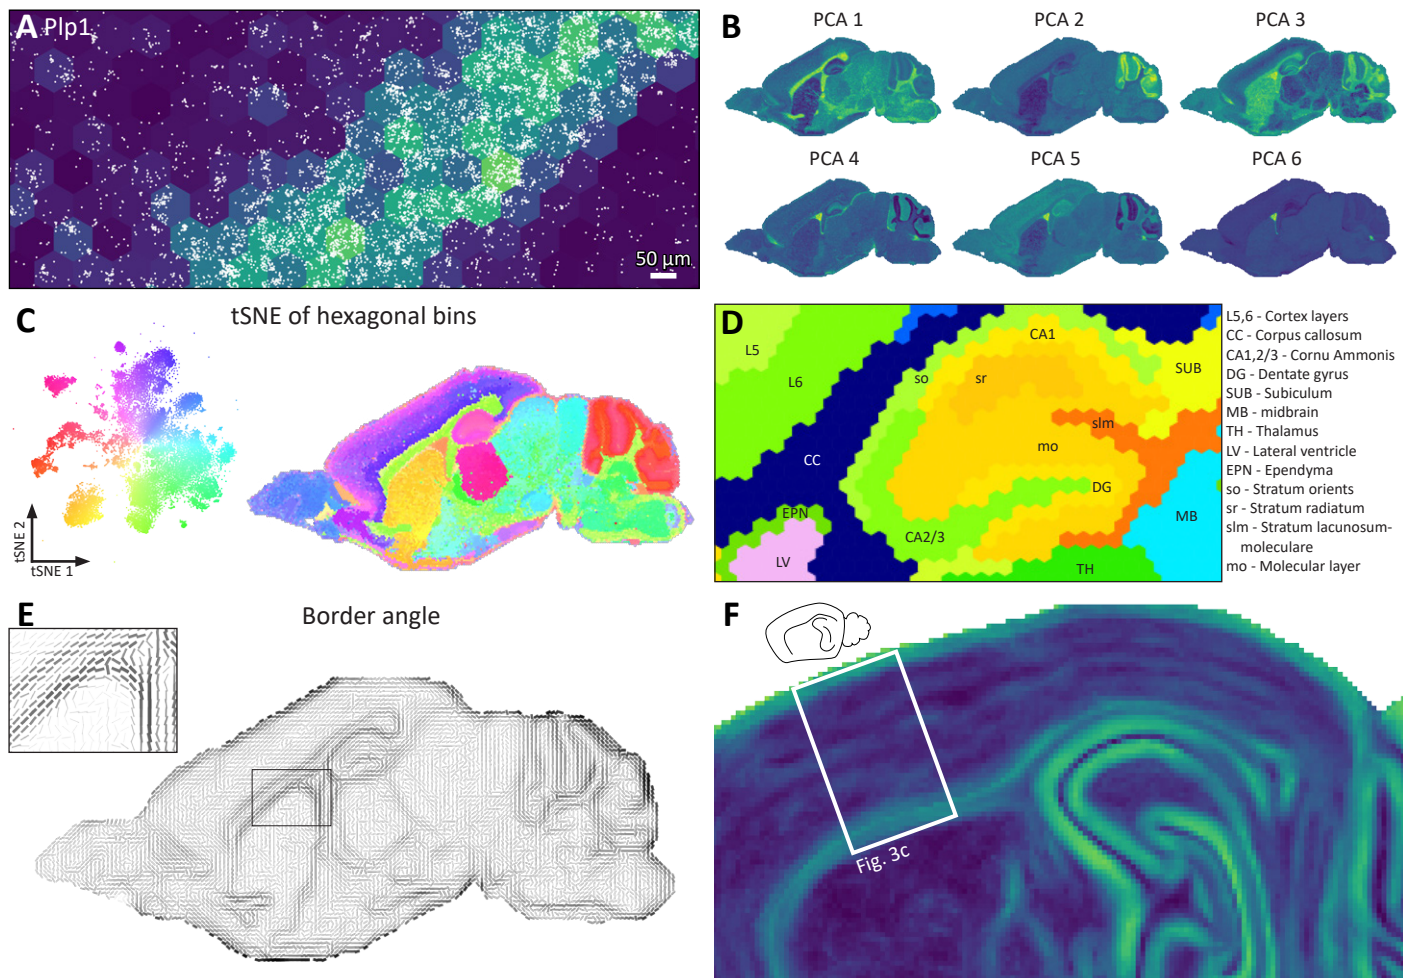 A Plp1
50 µm
B
PCA 1
PCA 2
PCA 3
PCA 4
PCA 5
PCA 6
C
tSNE of hexagonal bins
tSNE 2
tSNE 1
D
L5
L6
CC
EPN
LV
so
sr
CA1
SUB
slm
mo
DG
CA2/3
MB
TH
L5,6 - Cortex layers
CC - Corpus callosum
CA1,2/3 - Cornu Ammonis
DG - Dentate gyrus
SUB - Subiculum
MB - midbrain
TH - Thalamus
LV - Lateral ventricle
EPN - Ependyma
so - Stratum orients
sr - Stratum radiatum
slm - Stratum lacunosum-
moleculare
mo - Molecular layer
E
Border angle
F
Fig. 3c